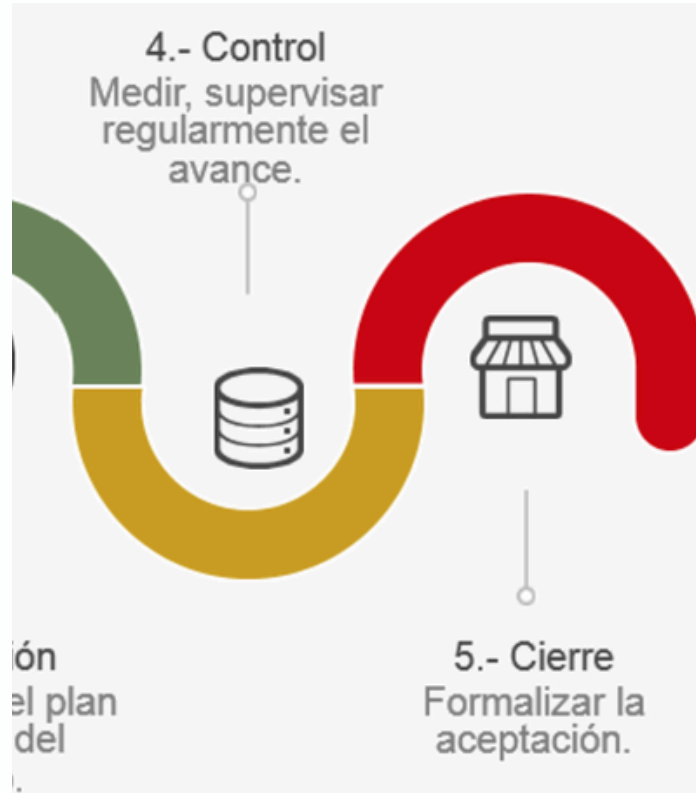 4.- Control
Medir, supervisar
regularmente el
avance.
ión
el plan
del
.
5.- Cierre
Formalizar la
aceptación.